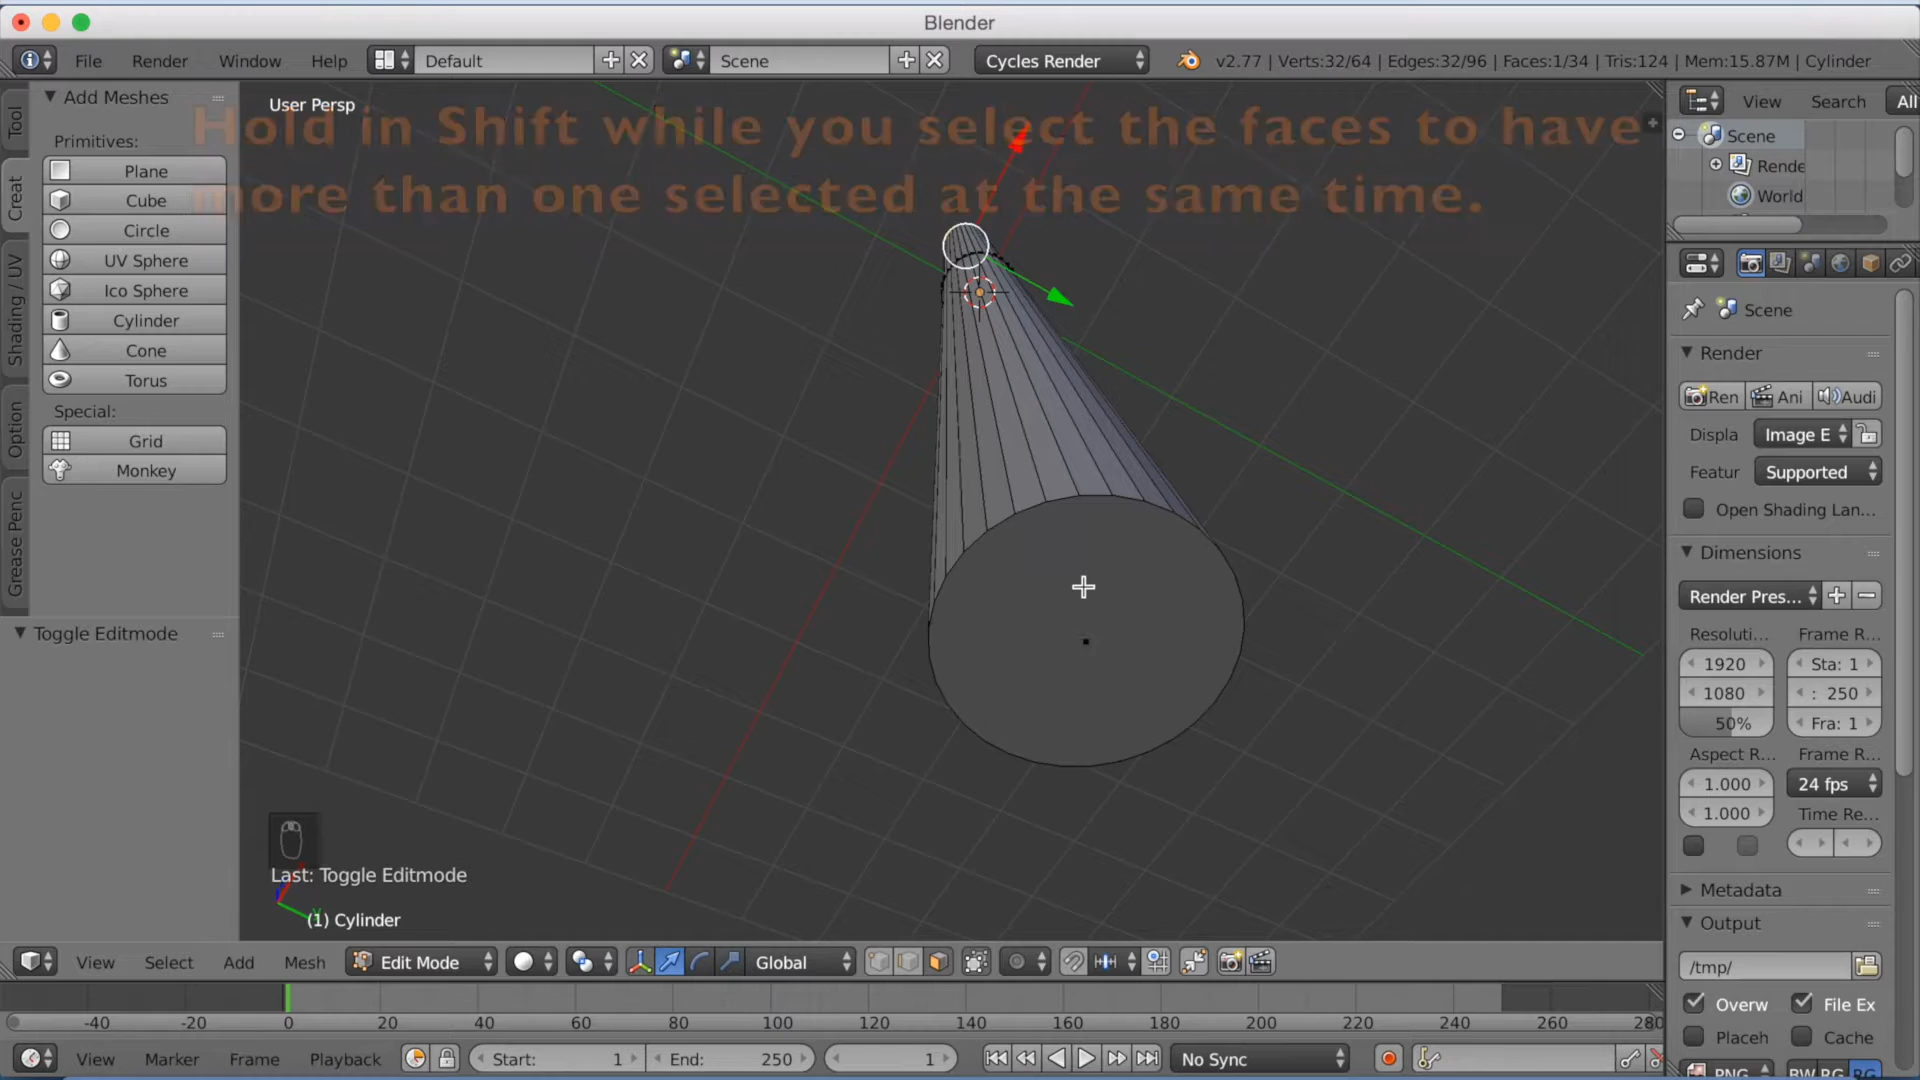 Blender
File Render Window Help Default Scene Cycles Render v2.77 | Verts:32/64 | Edges:32/96 | Faces:1/34 | Tris:124 | Mem:15.87M | Cylinder
Add Meshes
Primitives:
Plane
Cube
Circle
UV Sphere
Ico Sphere
Cylinder
Cone
Torus
Special:
Grid
Monkey
Toggle Editmode
Tool
Creat
Shading / UV
Option
Grease Penc
User Persp
Hold in Shift while you select the faces to have
more than one selected at the same time.
Last: Toggle Editmode
(1) Cylinder
View Search All
Scene
Rende
World
Scene
Render
Ren Ani Audi
Displa Image E
Featur Supported
Open Shading Lan...
Dimensions
Render Pres...
Resoluti... Frame R...
1920 Sta: 1
1080 : 250
50% Fra: 1
Aspect R... Frame R...
1.000 24 fps
1.000 Time Re...
Metadata
Output
/tmp/
Overw File Ex
Placeh Cache
PNG BW RG RG
View Select Add Mesh Edit Mode Global
-40 -20 0 20 40 60 80 100 120 140 160 180 200 220 240 260 280
View Marker Frame Playback Start: 1 End: 250 1 No Sync